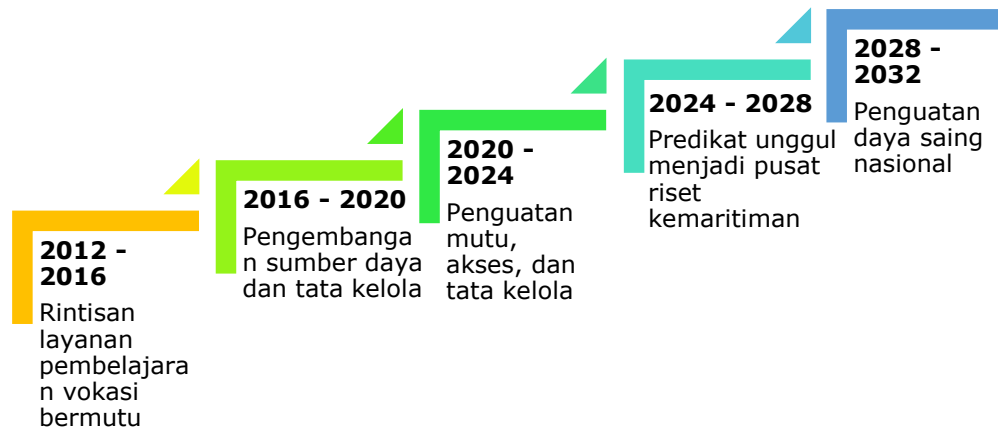 2012 -
2016
Rintisan
layanan
pembelajara
n vokasi
bermutu
2016 - 2020
Pengembanga
n sumber daya
dan tata kelola
2020 -
2024
Penguatan
mutu,
akses, dan
tata kelola
2024 - 2028
Predikat unggul
menjadi pusat
riset
kemaritiman
2028 -
2032
Penguatan
daya saing
nasional